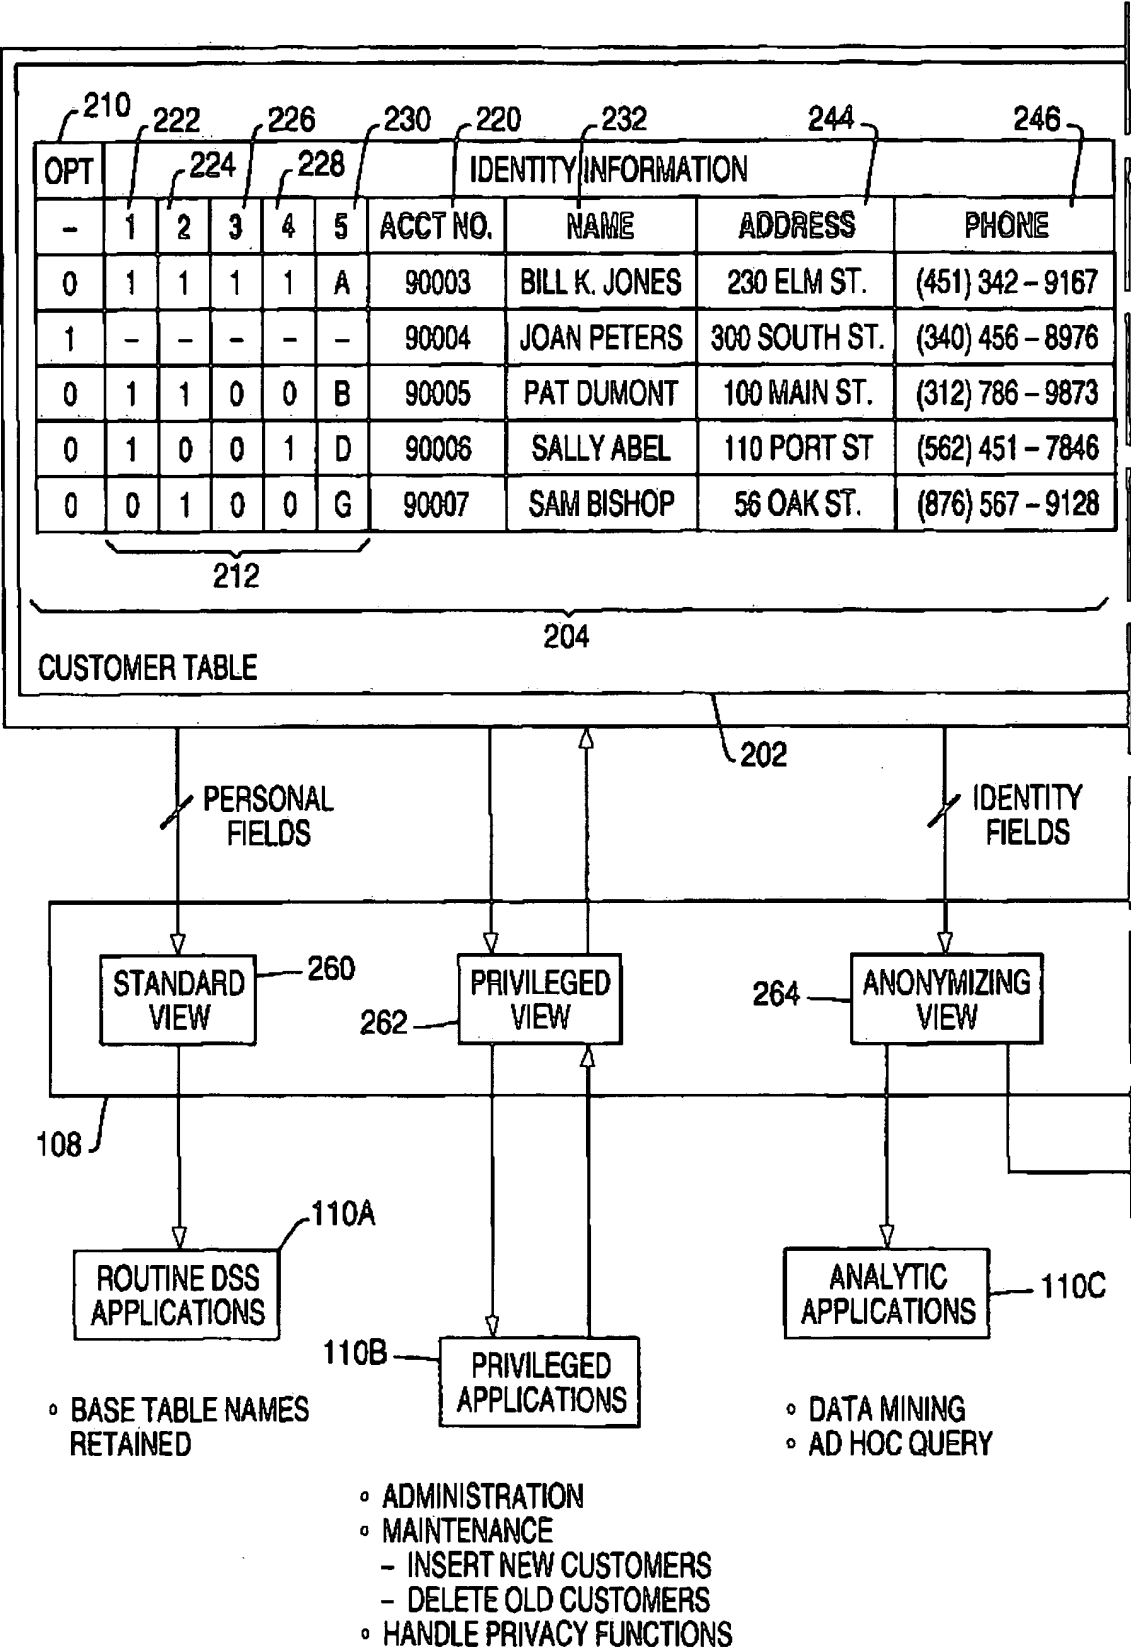 210 222 226 230 220 232 244 246
OPT 224 228 IDENTITY INFORMATION
– 1 2 3 4 5 ACCT NO. NAME ADDRESS PHONE
0 1 1 1 1 A 90003 BILL K. JONES 230 ELM ST. (451) 342 – 9167
1 – – – – – 90004 JOAN PETERS 300 SOUTH ST. (340) 456 – 8976
0 1 1 0 0 B 90005 PAT DUMONT 100 MAIN ST. (312) 786 – 9873
0 1 0 0 1 D 90006 SALLY ABEL 110 PORT ST (562) 451 – 7846
0 0 1 0 0 G 90007 SAM BISHOP 56 OAK ST. (876) 567 – 9128
212
204
CUSTOMER TABLE
202
PERSONAL
FIELDS
IDENTITY
FIELDS
STANDARD
VIEW
260
PRIVILEGED
VIEW
262
264
ANONYMIZING
VIEW
108
110A
ROUTINE DSS
APPLICATIONS
110B
PRIVILEGED
APPLICATIONS
ANALYTIC
APPLICATIONS
110C
° BASE TABLE NAMES
RETAINED
° DATA MINING
° AD HOC QUERY
° ADMINISTRATION
° MAINTENANCE
– INSERT NEW CUSTOMERS
– DELETE OLD CUSTOMERS
° HANDLE PRIVACY FUNCTIONS